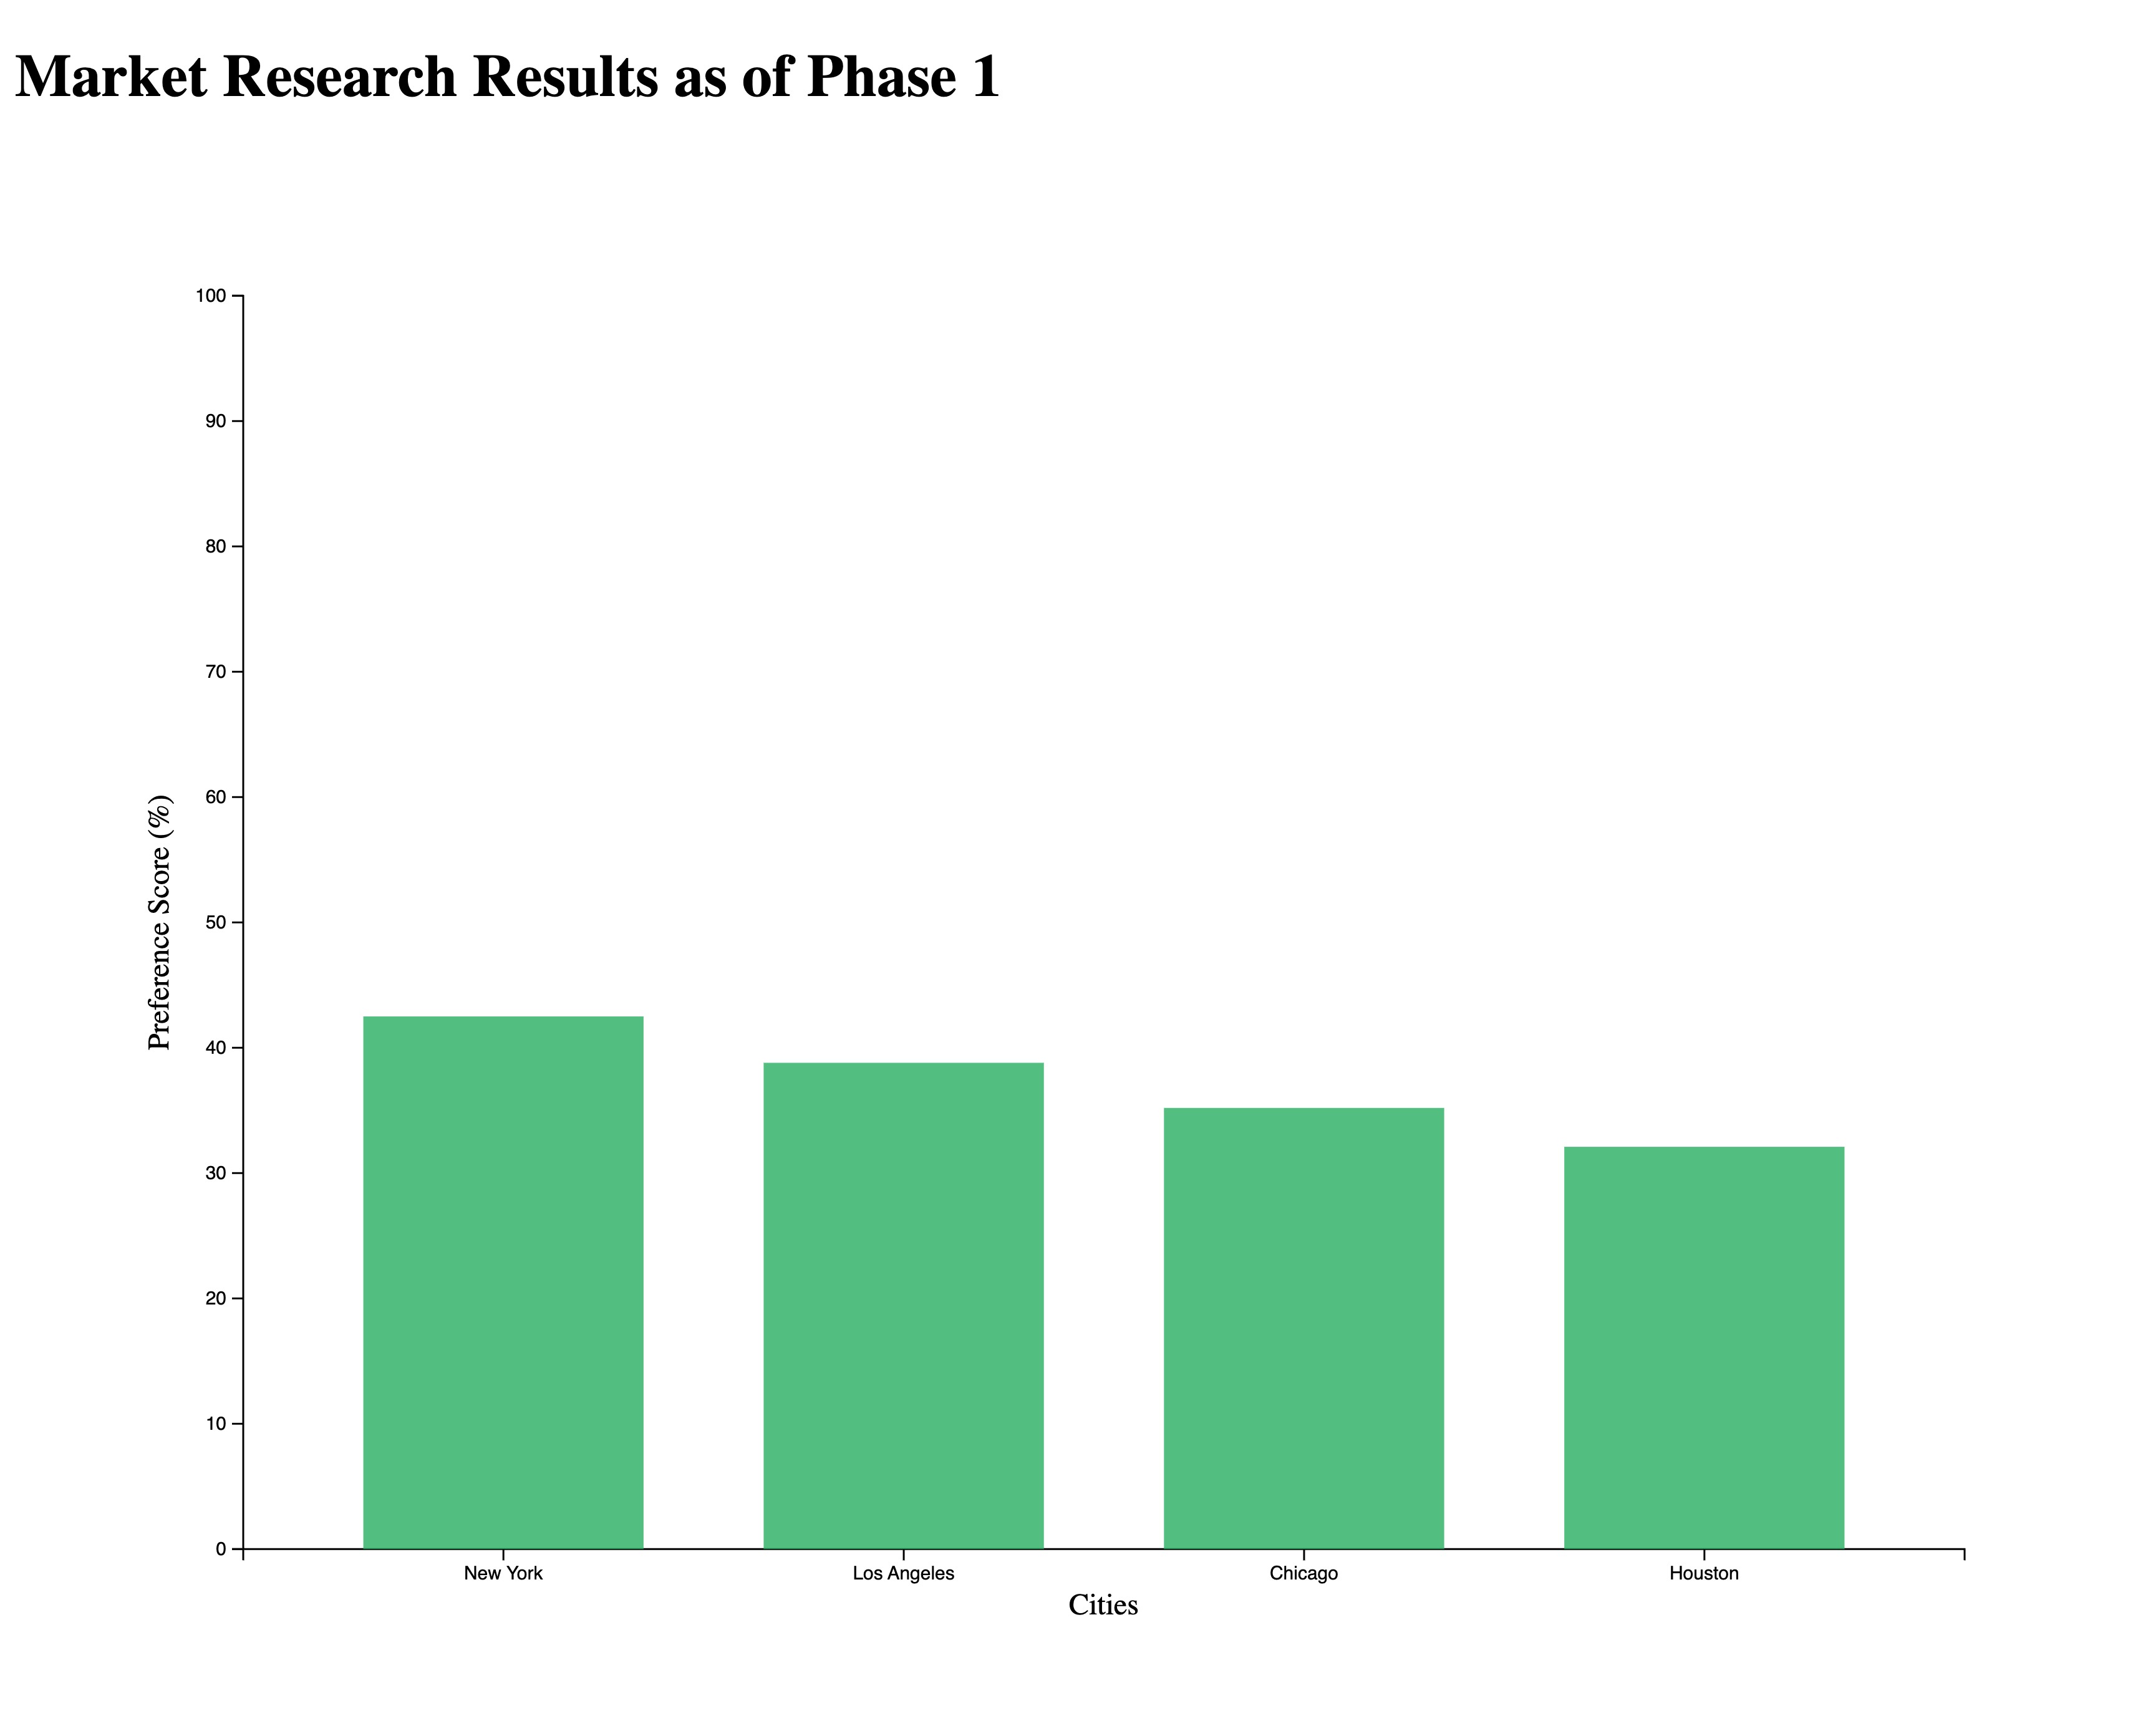 Market Research Results as of Phase 1
100
90
80
70
60
50
40
30
20
10
0
Preference Score (%)
New York Los Angeles Chicago Houston
Cities